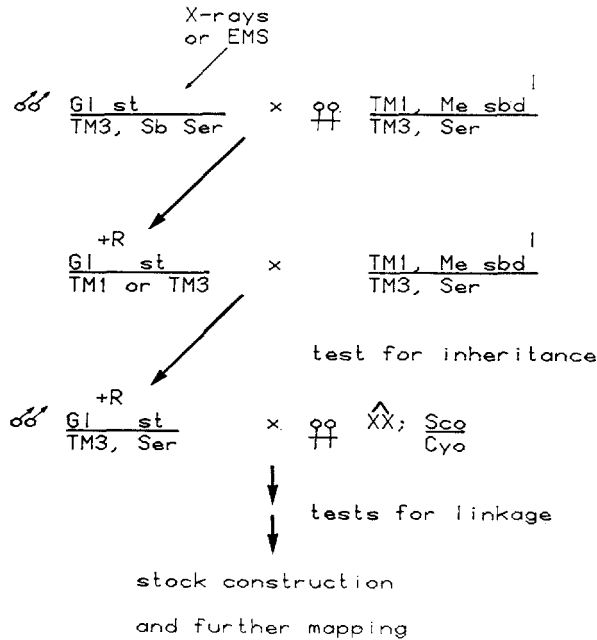 X-rays
or EMS
Gl st × TM1, Me sbd^l
TM3, Sb Ser TM3, Ser
+R
Gl st × TM1, Me sbd^l
TM1 or TM3 TM3, Ser
test for inheritance
+R
Gl st × XX; Sco
TM3, Ser Cyo
tests for linkage
stock construction
and further mapping